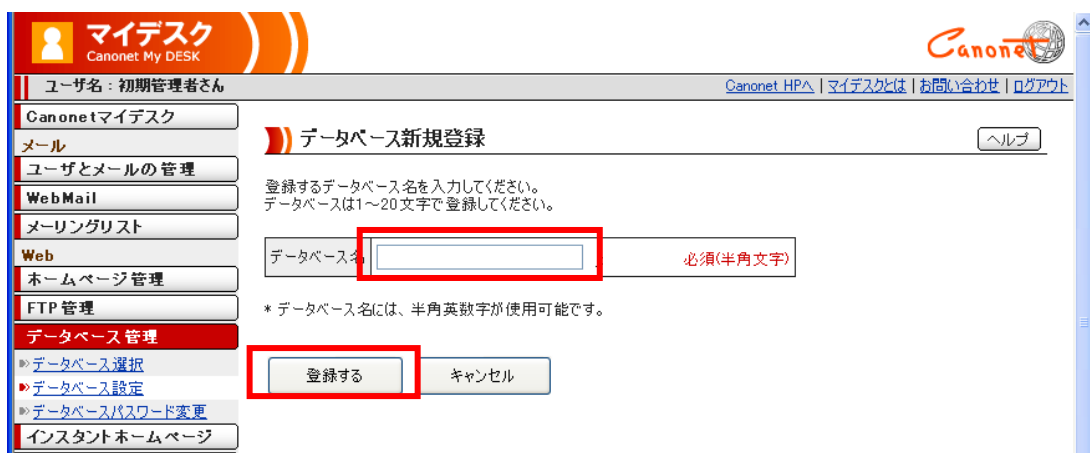 マイデスク
Canonet My DESK
Canonet
ユーザ名：初期管理者さん
Canonet HPへ | マイデスクとは | お問い合わせ | ログアウト
Canonetマイデスク
メール
ユーザとメールの管理
WebMail
メーリングリスト
Web
ホームページ管理
FTP管理
データベース管理
データベース選択
データベース設定
データベースパスワード変更
インスタントホームページ
データベース新規登録
ヘルプ
登録するデータベース名を入力してください。
データベースは1～20文字で登録してください。
データベース名
必須(半角文字)
* データベース名には、半角英数字が使用可能です。
登録する
キャンセル